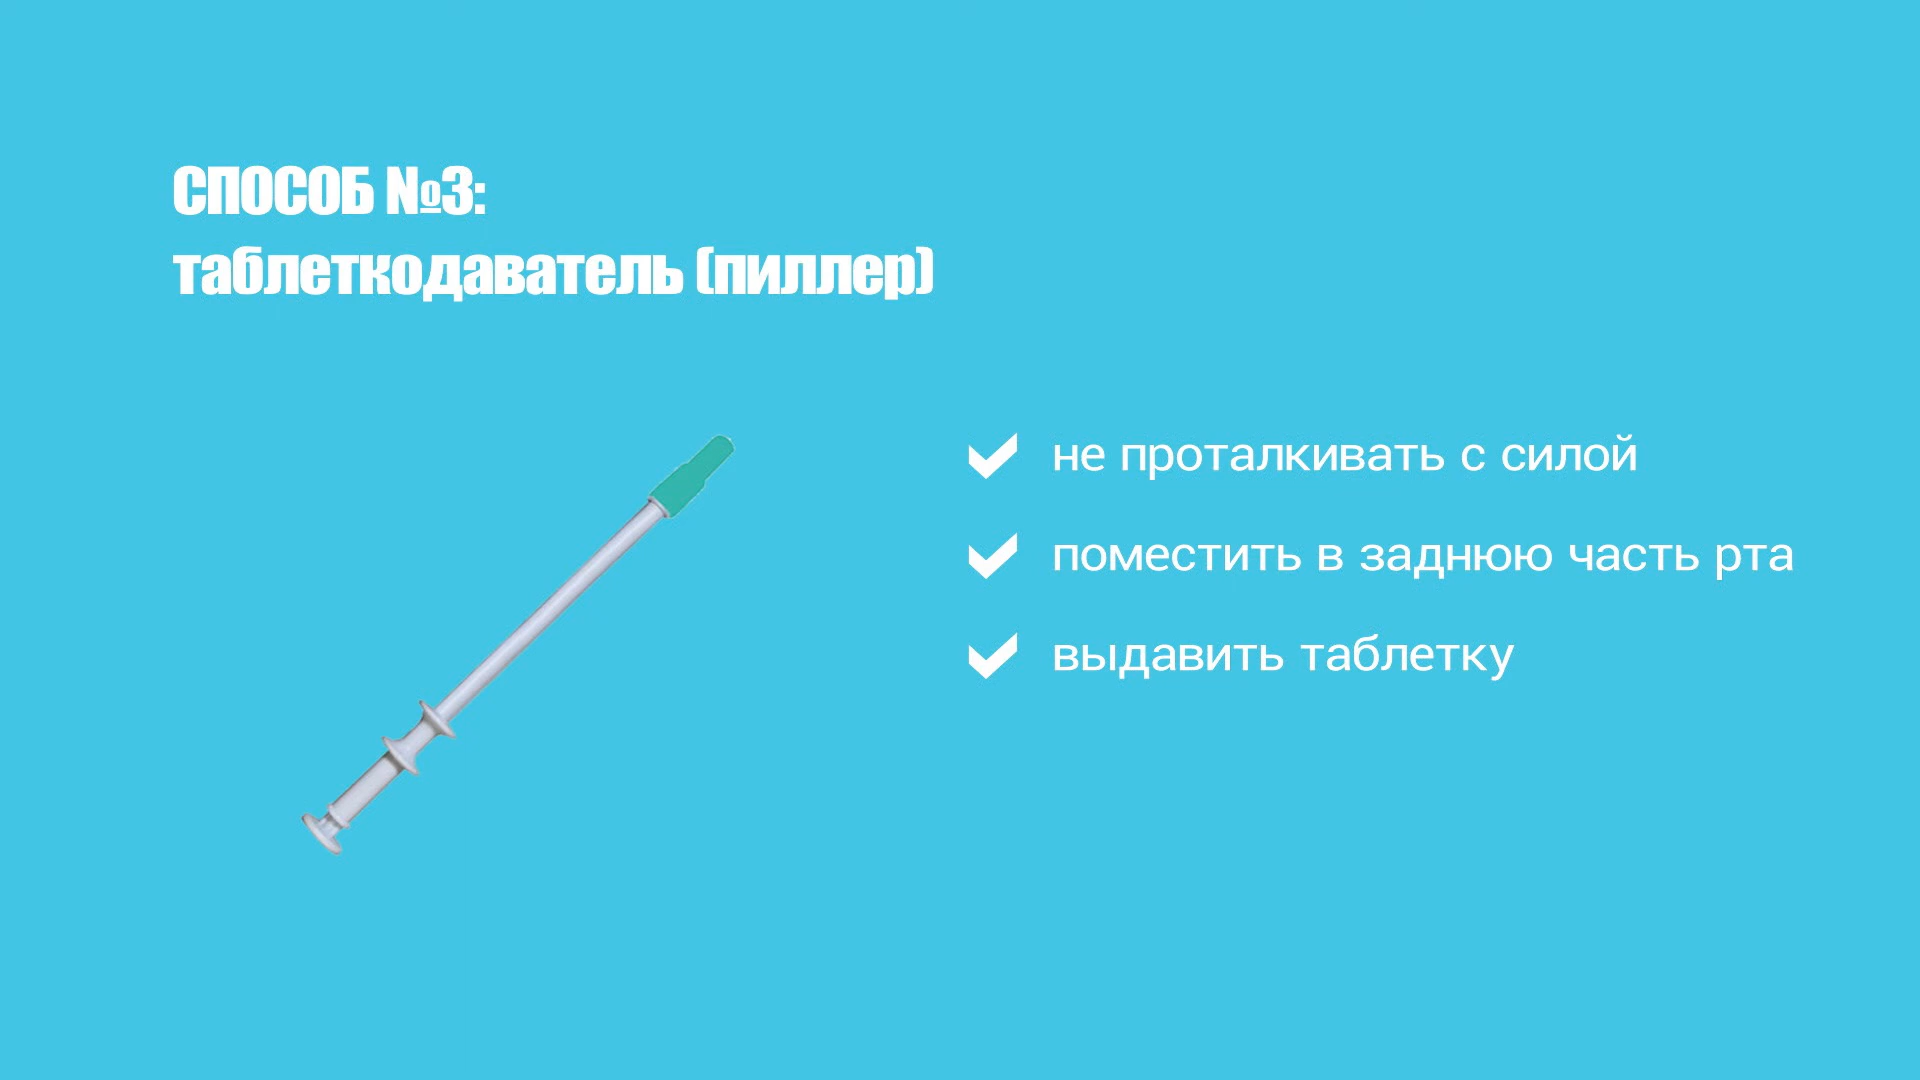 СПОСОБ №3:
таблеткодаватель (пиллер)
не проталкивать с силой
поместить в заднюю часть рта
выдавить таблетку